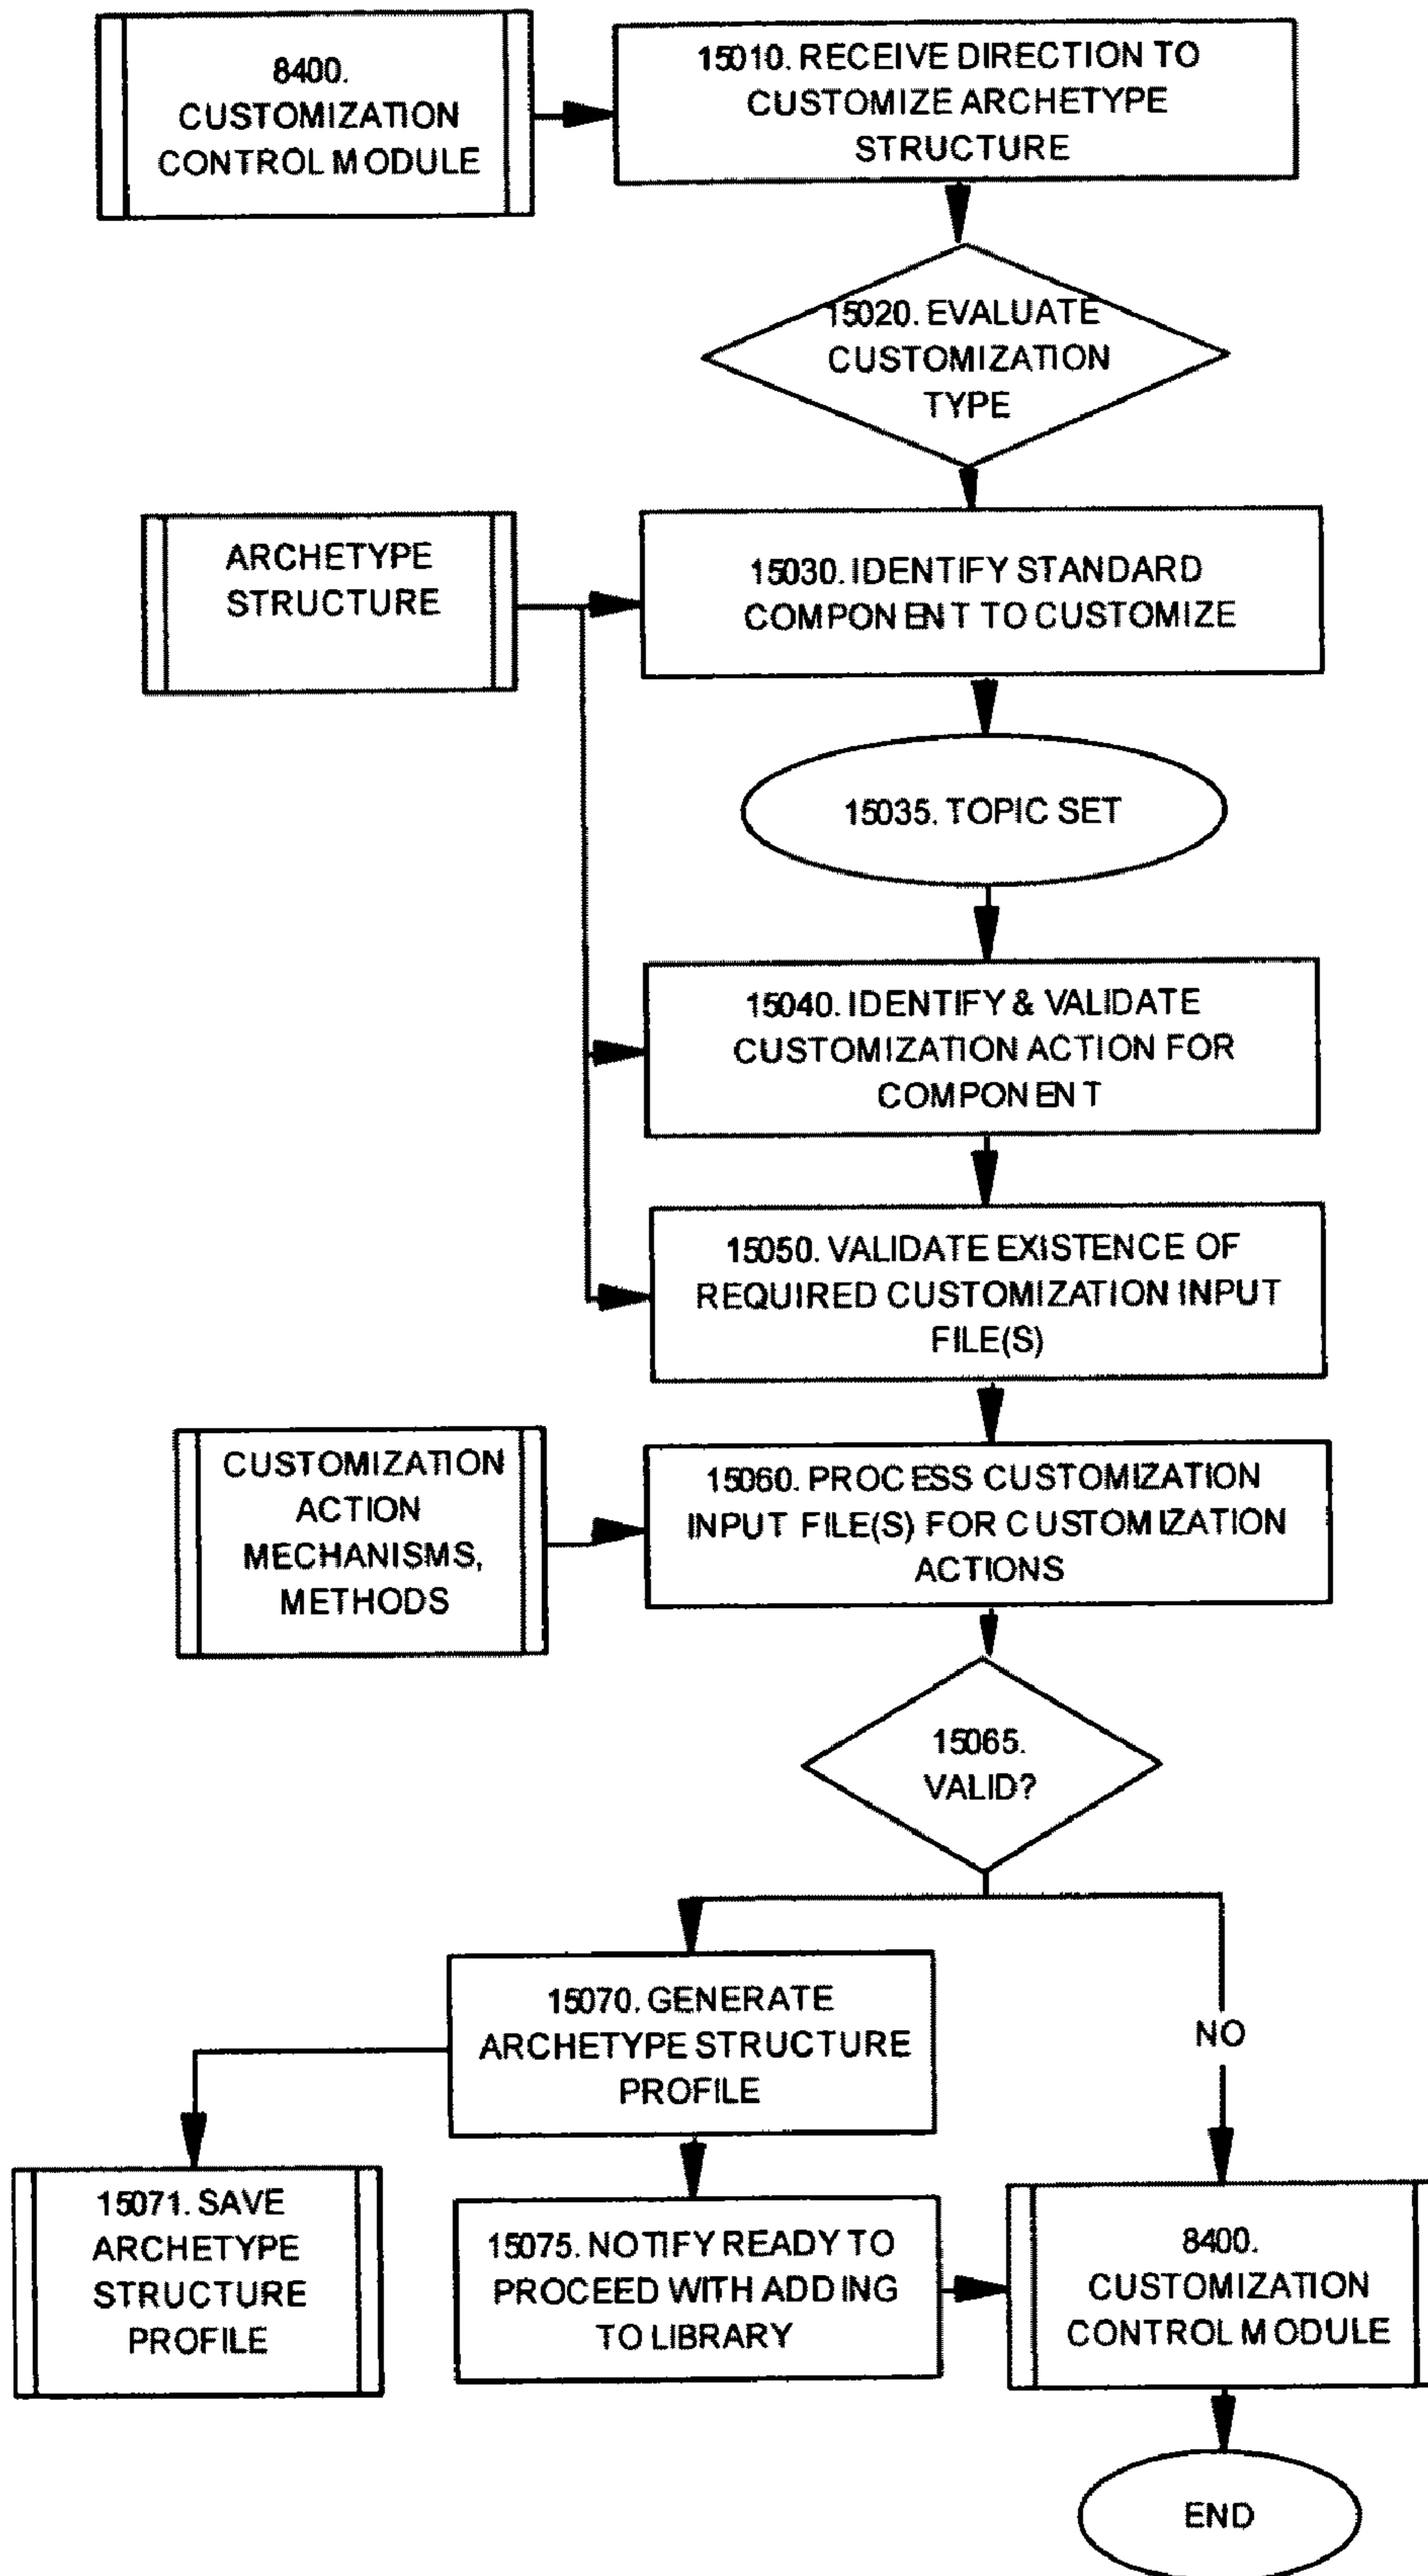 8400.
CUSTOMIZATION
CONTROL MODULE
15010. RECEIVE DIRECTION TO
CUSTOMIZE ARCHETYPE
STRUCTURE
15020. EVALUATE
CUSTOMIZATION
TYPE
ARCHETYPE
STRUCTURE
15030. IDENTIFY STANDARD
COMPONENT TO CUSTOMIZE
15035. TOPIC SET
15040. IDENTIFY & VALIDATE
CUSTOMIZATION ACTION FOR
COMPONENT
15050. VALIDATE EXISTENCE OF
REQUIRED CUSTOMIZATION INPUT
FILE(S)
CUSTOMIZATION
ACTION
MECHANISMS,
METHODS
15060. PROCESS CUSTOMIZATION
INPUT FILE(S) FOR CUSTOMIZATION
ACTIONS
15065.
VALID?
15070. GENERATE
ARCHETYPE STRUCTURE
PROFILE
NO
15071. SAVE
ARCHETYPE
STRUCTURE
PROFILE
15075. NOTIFY READY TO
PROCEED WITH ADDING
TO LIBRARY
8400.
CUSTOMIZATION
CONTROL MODULE
END